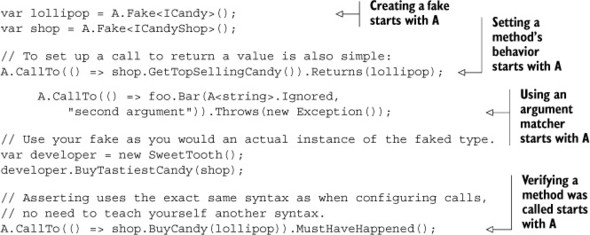 var lollipop = A.Fake<ICandy>();
var shop = A.Fake<ICandyShop>();
Creating a fake
starts with A
// To set up a call to return a value is also simple:
A.CallTo(() => shop.GetTopSellingCandy()).Returns(lollipop);
Setting a
method's
behavior
starts with A
A.CallTo(() => foo.Bar(A<string>.Ignored,
"second argument")).Throws(new Exception());
Using an
argument
matcher
starts with A
// Use your fake as you would an actual instance of the faked type.
var developer = new SweetTooth();
developer.BuyTastiestCandy(shop);
// Asserting uses the exact same syntax as when configuring calls,
// no need to teach yourself another syntax.
A.CallTo(() => shop.BuyCandy(lollipop)).MustHaveHappened();
Verifying a
method was
called starts
with A